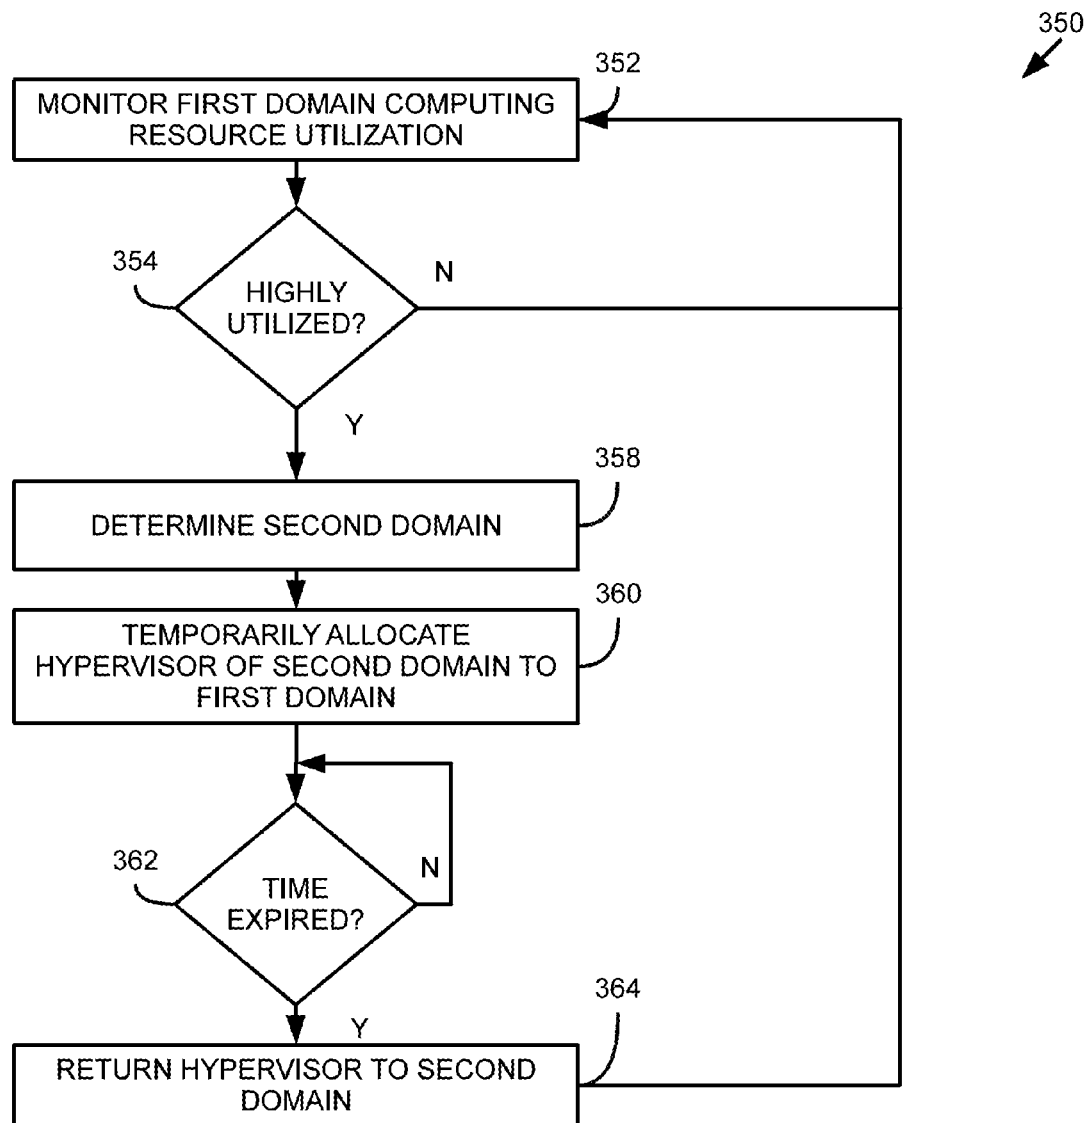 350
352
MONITOR FIRST DOMAIN COMPUTING
RESOURCE UTILIZATION
354
HIGHLY
UTILIZED?
N
Y
358
DETERMINE SECOND DOMAIN
360
TEMPORARILY ALLOCATE
HYPERVISOR OF SECOND DOMAIN TO
FIRST DOMAIN
362
TIME
EXPIRED?
N
Y
364
RETURN HYPERVISOR TO SECOND
DOMAIN